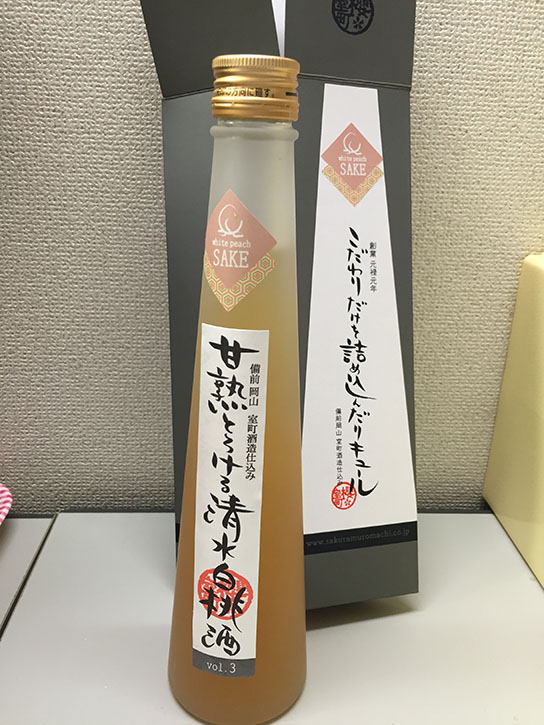 white peach
SAKE
備前 岡山 室町酒造仕込み
甘熟とろける清水白桃酒
vol.3
櫻室町
white peach
SAKE
創業 元禄元年
こだわりだけを詰め込んだリキュール
備前岡山 室町酒造仕込み
www.sakuramuromachi.co.jp